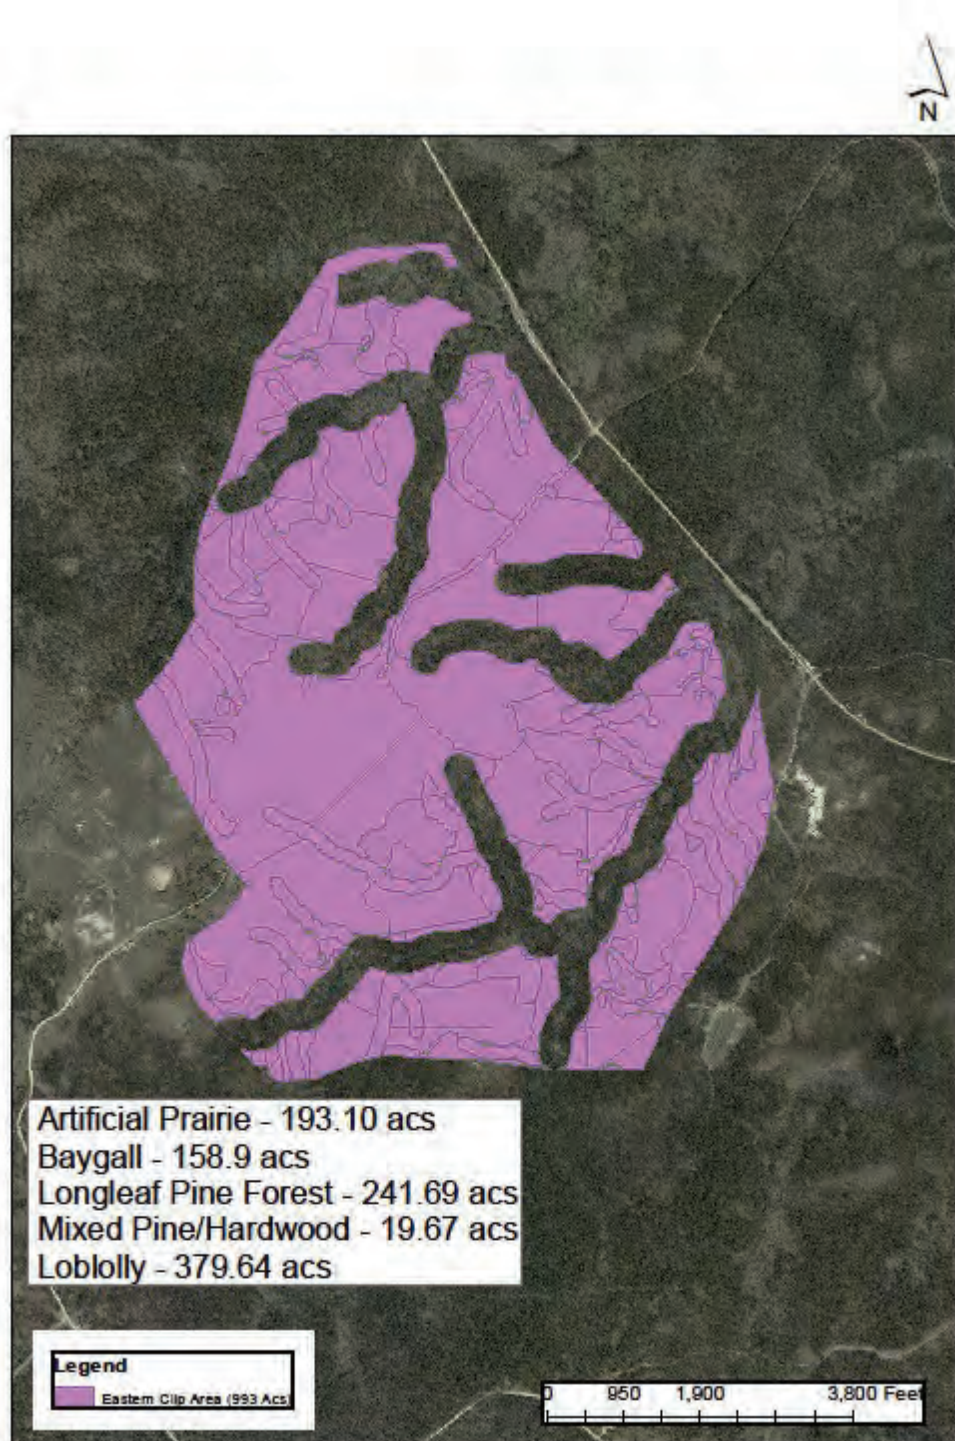 N
Artificial Prairie - 193.10 acs
Baygall - 158.9 acs
Longleaf Pine Forest - 241.69 acs
Mixed Pine/Hardwood - 19.67 acs
Loblolly - 379.64 acs
Legend
Eastern Clip Area (993 Acs)
0 950 1,900 3,800 Feet